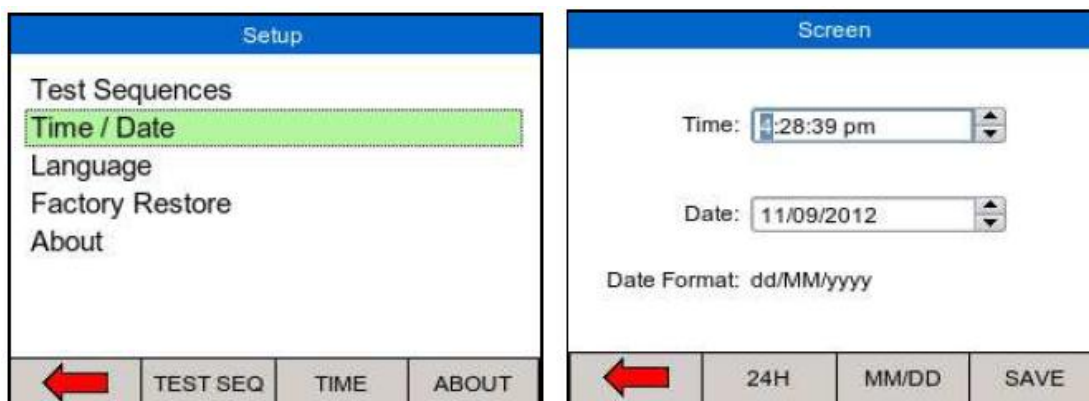 Setup
Test Sequences
Time / Date
Language
Factory Restore
About
TEST SEQ TIME ABOUT
Screen
Time: 4:28:39 pm
Date: 11/09/2012
Date Format: dd/MM/yyyy
24H MM/DD SAVE